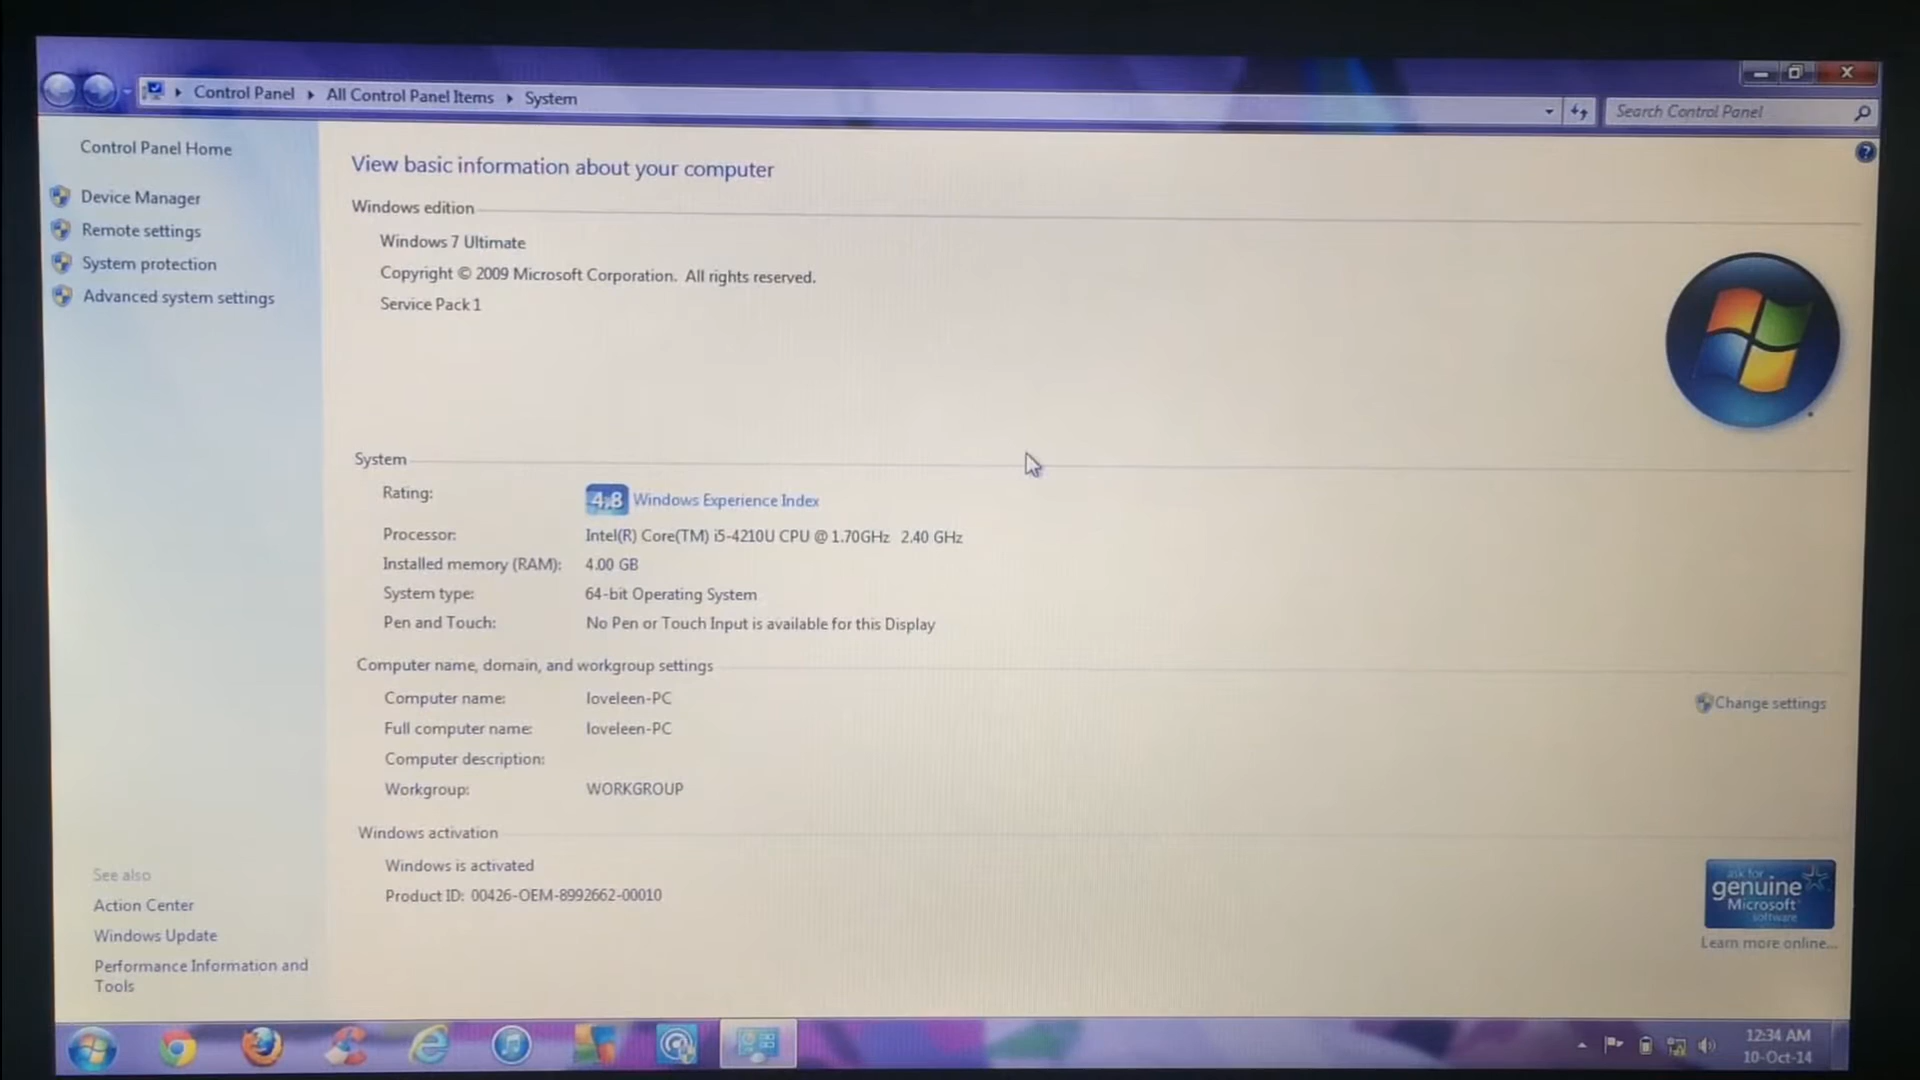 Control Panel ▸ All Control Panel Items ▸ System
Search Control Panel
Control Panel Home
Device Manager
Remote settings
System protection
Advanced system settings
View basic information about your computer
Windows edition
Windows 7 Ultimate
Copyright © 2009 Microsoft Corporation. All rights reserved.
Service Pack 1
System
Rating: 4.8 Windows Experience Index
Processor: Intel(R) Core(TM) i5-4210U CPU @ 1.70GHz 2.40 GHz
Installed memory (RAM): 4.00 GB
System type: 64-bit Operating System
Pen and Touch: No Pen or Touch Input is available for this Display
Computer name, domain, and workgroup settings
Computer name: loveleen-PC
Change settings
Full computer name: loveleen-PC
Computer description:
Workgroup: WORKGROUP
Windows activation
Windows is activated
Product ID: 00426-OEM-8992662-00010
ask for
genuine
Microsoft
software
Learn more online...
See also
Action Center
Windows Update
Performance Information and
Tools
12:34 AM
10-Oct-14